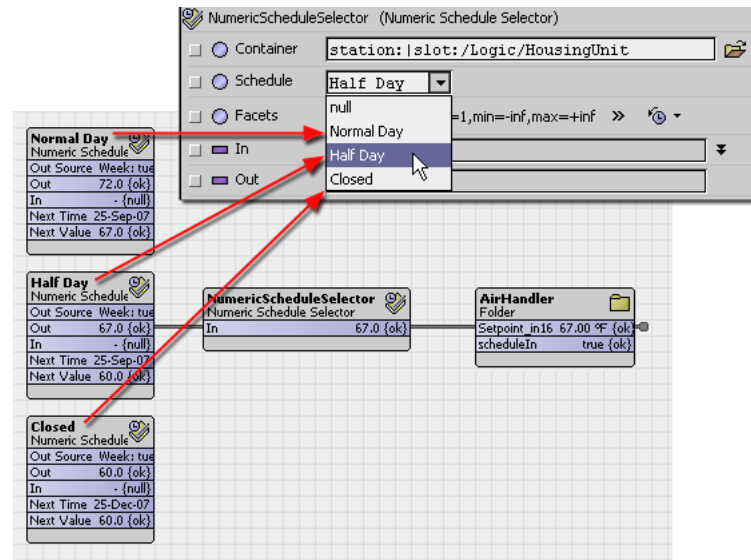 NumericScheduleSelector (Numeric Schedule Selector)
Container station:|slot:/Logic/HousingUnit
Schedule Half Day
Facets =1,min=-inf,max=+inf »
In
Out
null
Normal Day
Half Day
Closed
Normal Day
Numeric Schedule
Out Source Week: tue
Out 72.0 {ok}
In - {null}
Next Time 25-Sep-07
Next Value 67.0 {ok}
Half Day
Numeric Schedule
Out Source Week: tue
Out 67.0 {ok}
In - {null}
Next Time 25-Sep-07
Next Value 60.0 {ok}
NumericScheduleSelector
Numeric Schedule Selector
In 67.0 {ok}
AirHandler
Folder
Setpoint_in16 67.00 ºF {ok}
scheduleIn true {ok}
Closed
Numeric Schedule
Out Source Week: tue
Out 60.0 {ok}
In - {null}
Next Time 25-Dec-07
Next Value 60.0 {ok}